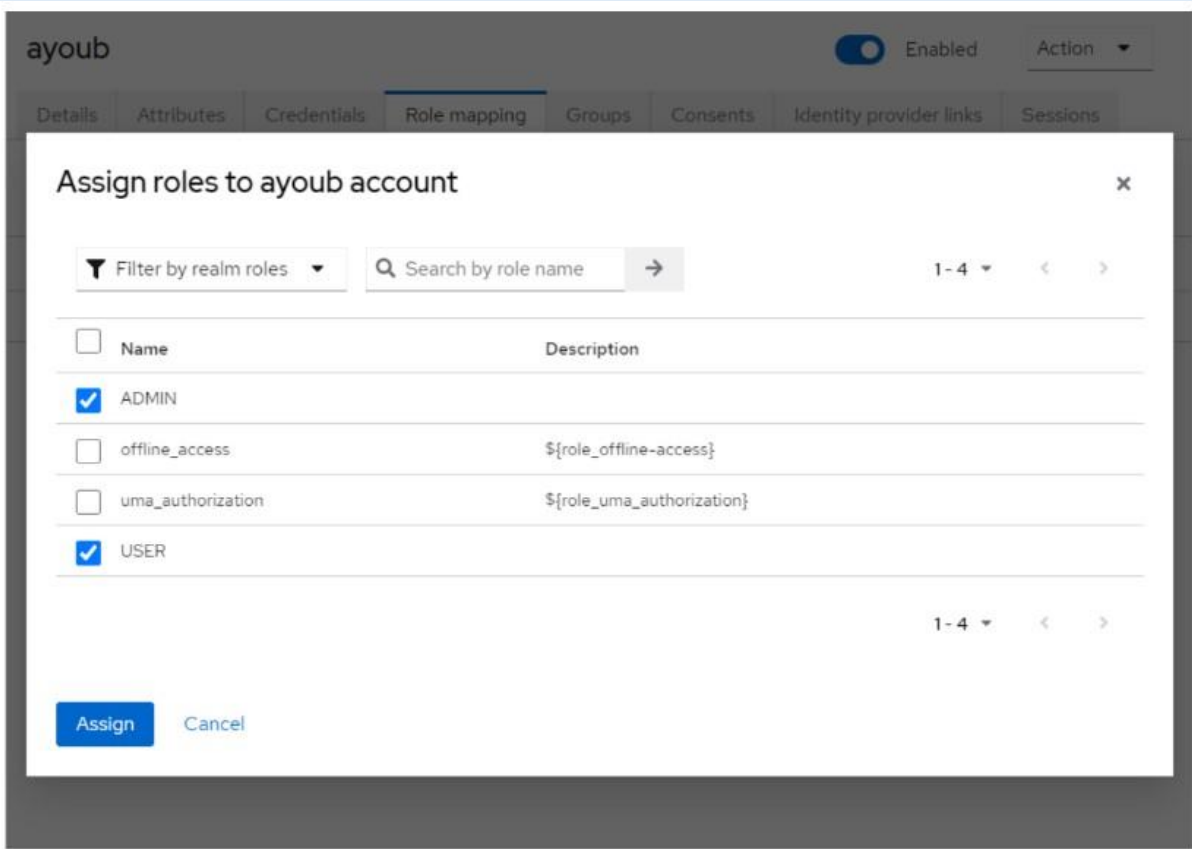 ayoub Enabled Action
Details Attributes Credentials Role mapping Groups Consents Identity provider links Sessions
Assign roles to ayoub account
Filter by realm roles Search by role name 1 - 4
Name Description
ADMIN
offline_access ${role_offline-access}
uma_authorization ${role_uma_authorization}
USER
1 - 4
Assign Cancel